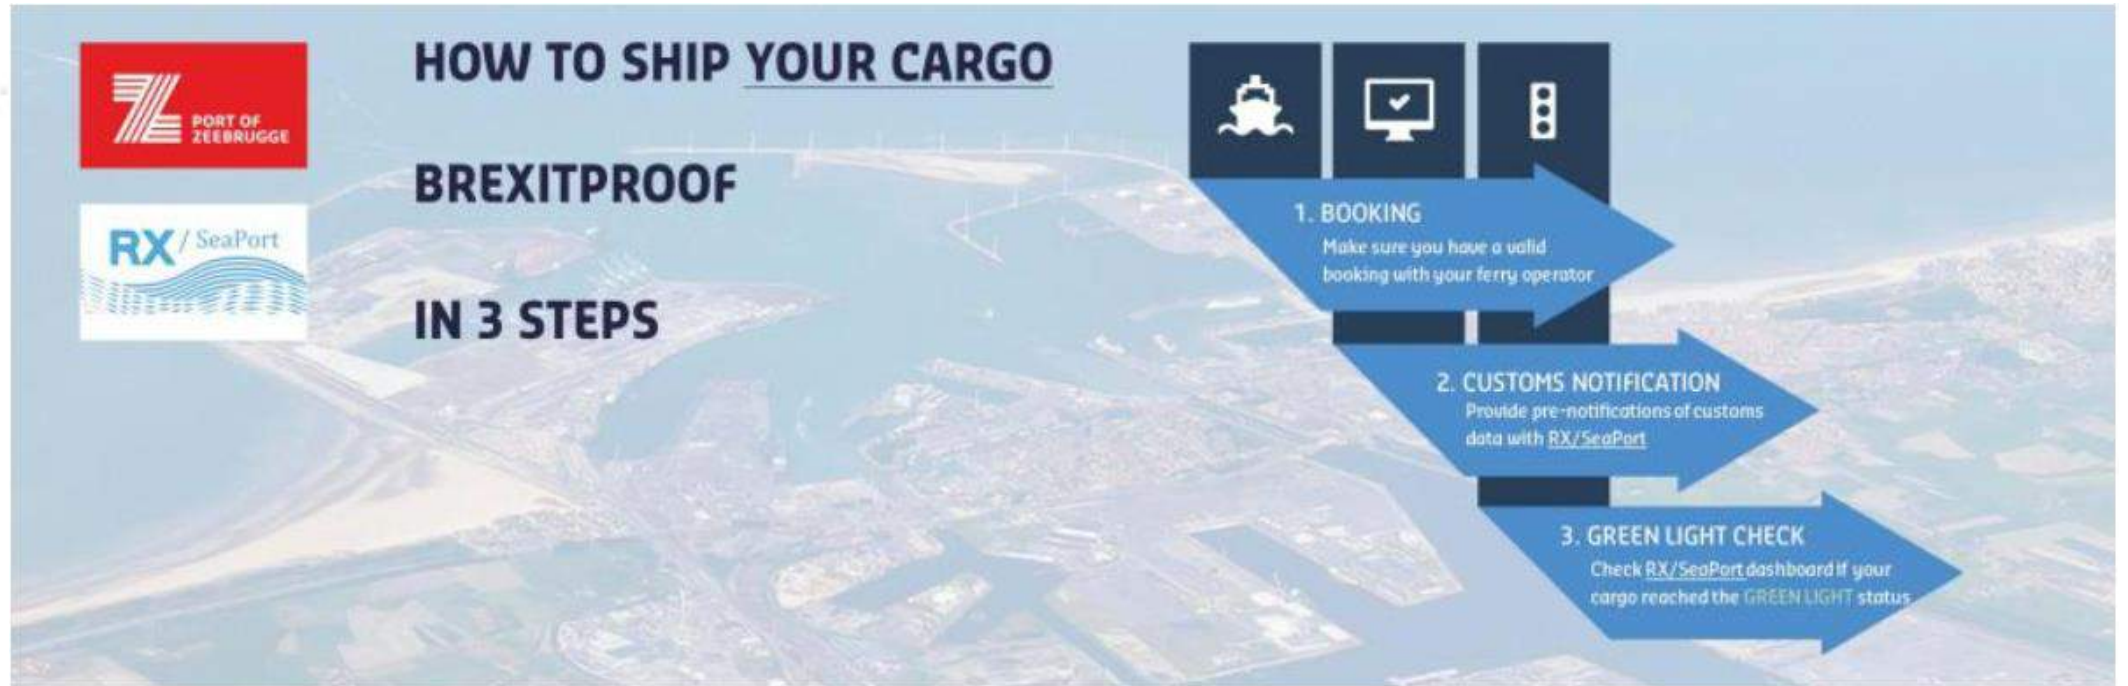 PORT OF
ZEEBRUGGE
RX / SeaPort
HOW TO SHIP YOUR CARGO
BREXITPROOF
IN 3 STEPS
1. BOOKING
Make sure you have a valid
booking with your ferry operator
2. CUSTOMS NOTIFICATION
Provide pre-notifications of customs
data with RX/SeaPort
3. GREEN LIGHT CHECK
Check RX/SeaPort dashboard if your
cargo reached the GREEN LIGHT status